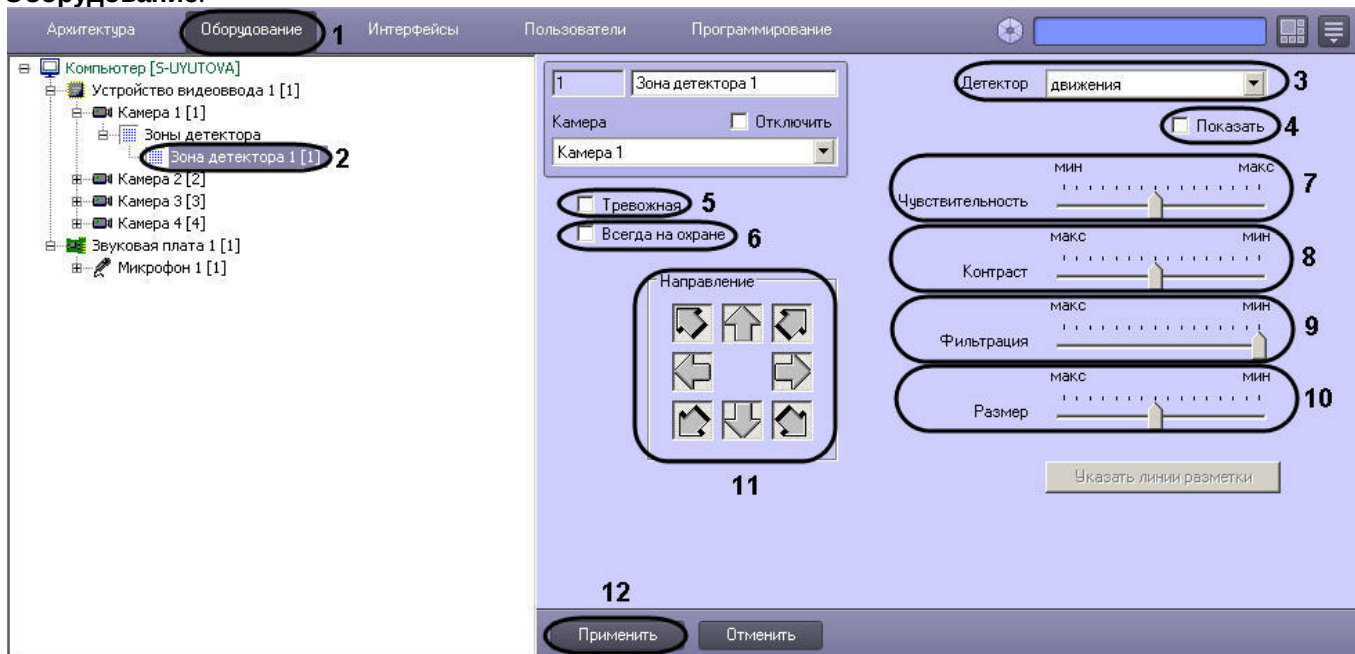 Оборудование.
Архитектура Оборудование 1 Интерфейсы Пользователи Программирование
Компьютер [S-UYUTOVA]
Устройство видеоввода 1 [1]
Камера 1 [1]
Зоны детектора
Зона детектора 1 [1] 2
Камера 2 [2]
Камера 3 [3]
Камера 4 [4]
Звуковая плата 1 [1]
Микрофон 1 [1]
1 Зона детектора 1
Камера Отключить
Камера 1
Тревожная 5
Всегда на охране 6
Направление
11
Детектор движения 3
Показать 4
мин макс
Чувствительность 7
макс мин
Контраст 8
макс мин
Фильтрация 9
макс мин
Размер 10
Указать линии разметки
12
Применить Отменить